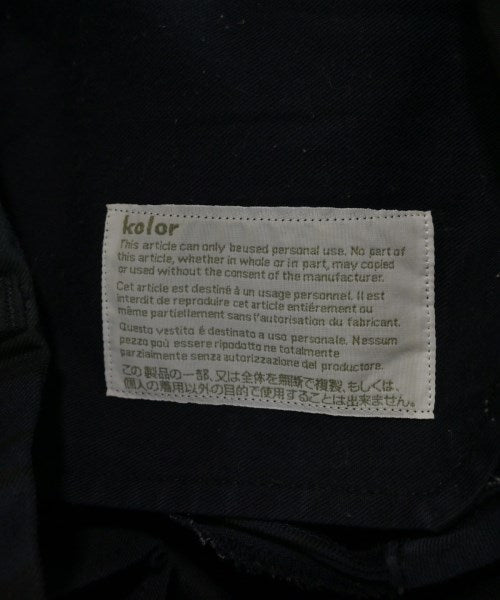 kolor
This article can only beused personal use. No part of
this article, whether in whole or in part, may copied
or used without the consent of the manufacturer.
Cet article est destiné à un usage personnel. Il est
interdit de reproduire cet article entiérement ou
même partiellement sans l'autorisation du fabricant.
Questo vestito é destinato a uso personale. Nessum
pezzo poú essere ripodotto ne totalmente
parzialmente senza autorizzazione del productore.
この製品の一部、又は全体を無断で複製、もしくは、
個人の着用以外の目的で使用することは出来ません。